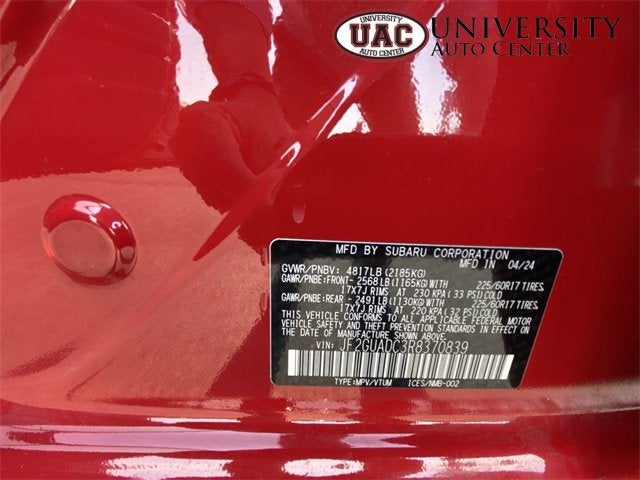 UNIVERSITY
UAC
AUTO CENTER
UNIVERSITY
AUTO CENTER
MFD BY SUBARU CORPORATION 04/24
GVWR/PNBV: 4817LB(2185KG)
GAWR/PNBE:FRONT- 2568LB(1165KG)WITH 225/60R17 TIRES,
17X7J RIMS AT 230 KPA(33 PSI)COLD
GAWR/PNBE:REAR - 2491LB(1130KG)WITH 225/60R17 TIRES,
17X7J RIMS AT 220 KPA(32 PSI)COLD
THIS VEHICLE CONFORMS TO ALL APPLICABLE FEDERAL MOTOR
VEHICLE SAFETY, BUMPER, AND THEFT PREVENTION STANDARDS
IN EFFECT ON THE DATE OF MANUFACTURE SHOWN ABOVE.
VIN: JF2GUADC3R8370839
TYPE:MPV/VTUM ICES/NMB-002